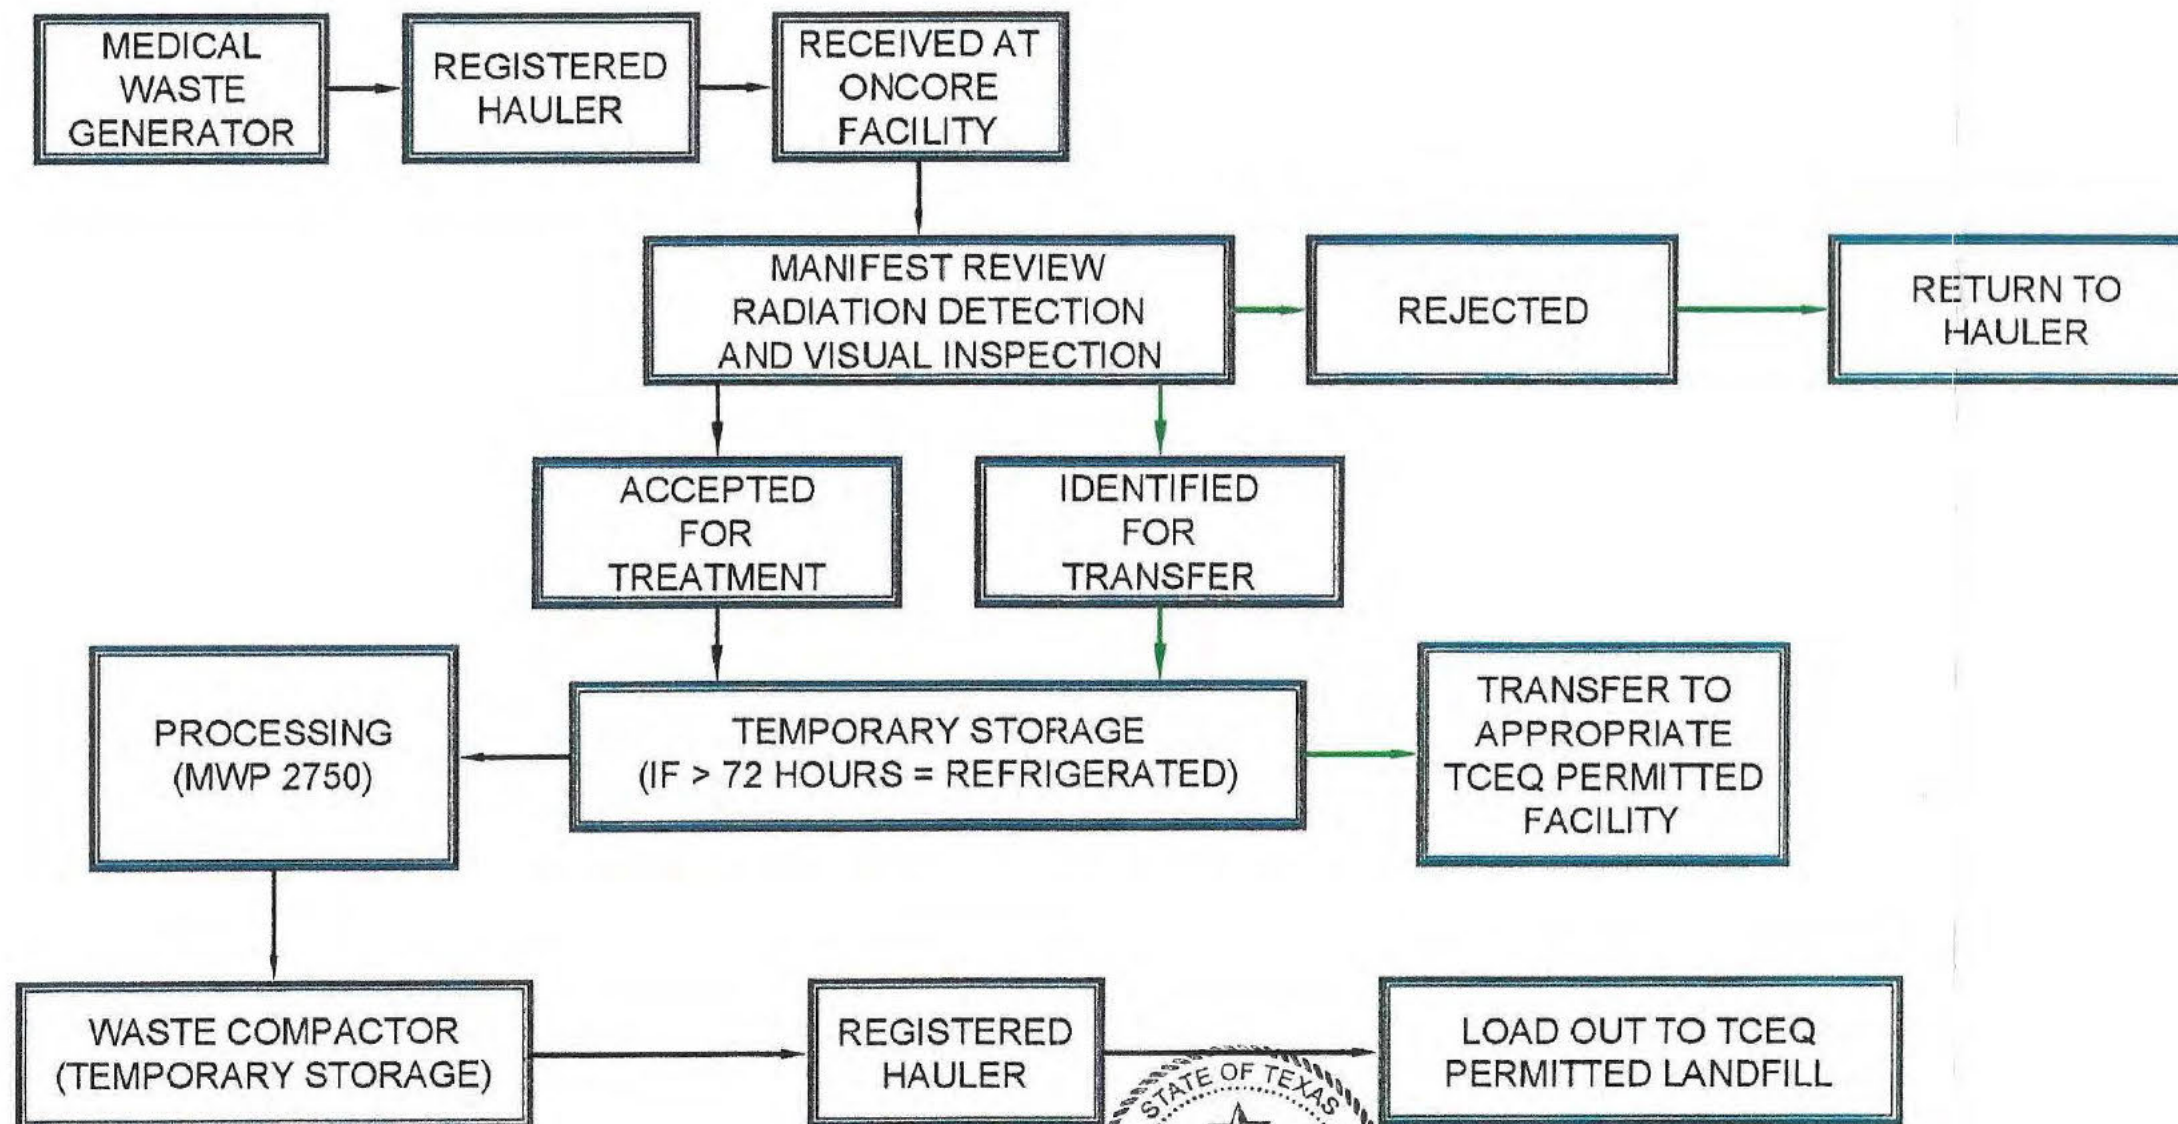 MEDICAL
WASTE
GENERATOR
REGISTERED
HAULER
RECEIVED AT
ONCORE
FACILITY
MANIFEST REVIEW
RADIATION DETECTION
AND VISUAL INSPECTION
REJECTED
RETURN TO
HAULER
ACCEPTED
FOR
TREATMENT
IDENTIFIED
FOR
TRANSFER
PROCESSING
(MWP 2750)
TEMPORARY STORAGE
(IF > 72 HOURS = REFRIGERATED)
TRANSFER TO
APPROPRIATE
TCEQ PERMITTED
FACILITY
WASTE COMPACTOR
(TEMPORARY STORAGE)
REGISTERED
HAULER
LOAD OUT TO TCEQ
PERMITTED LANDFILL
STATE OF TEXAS